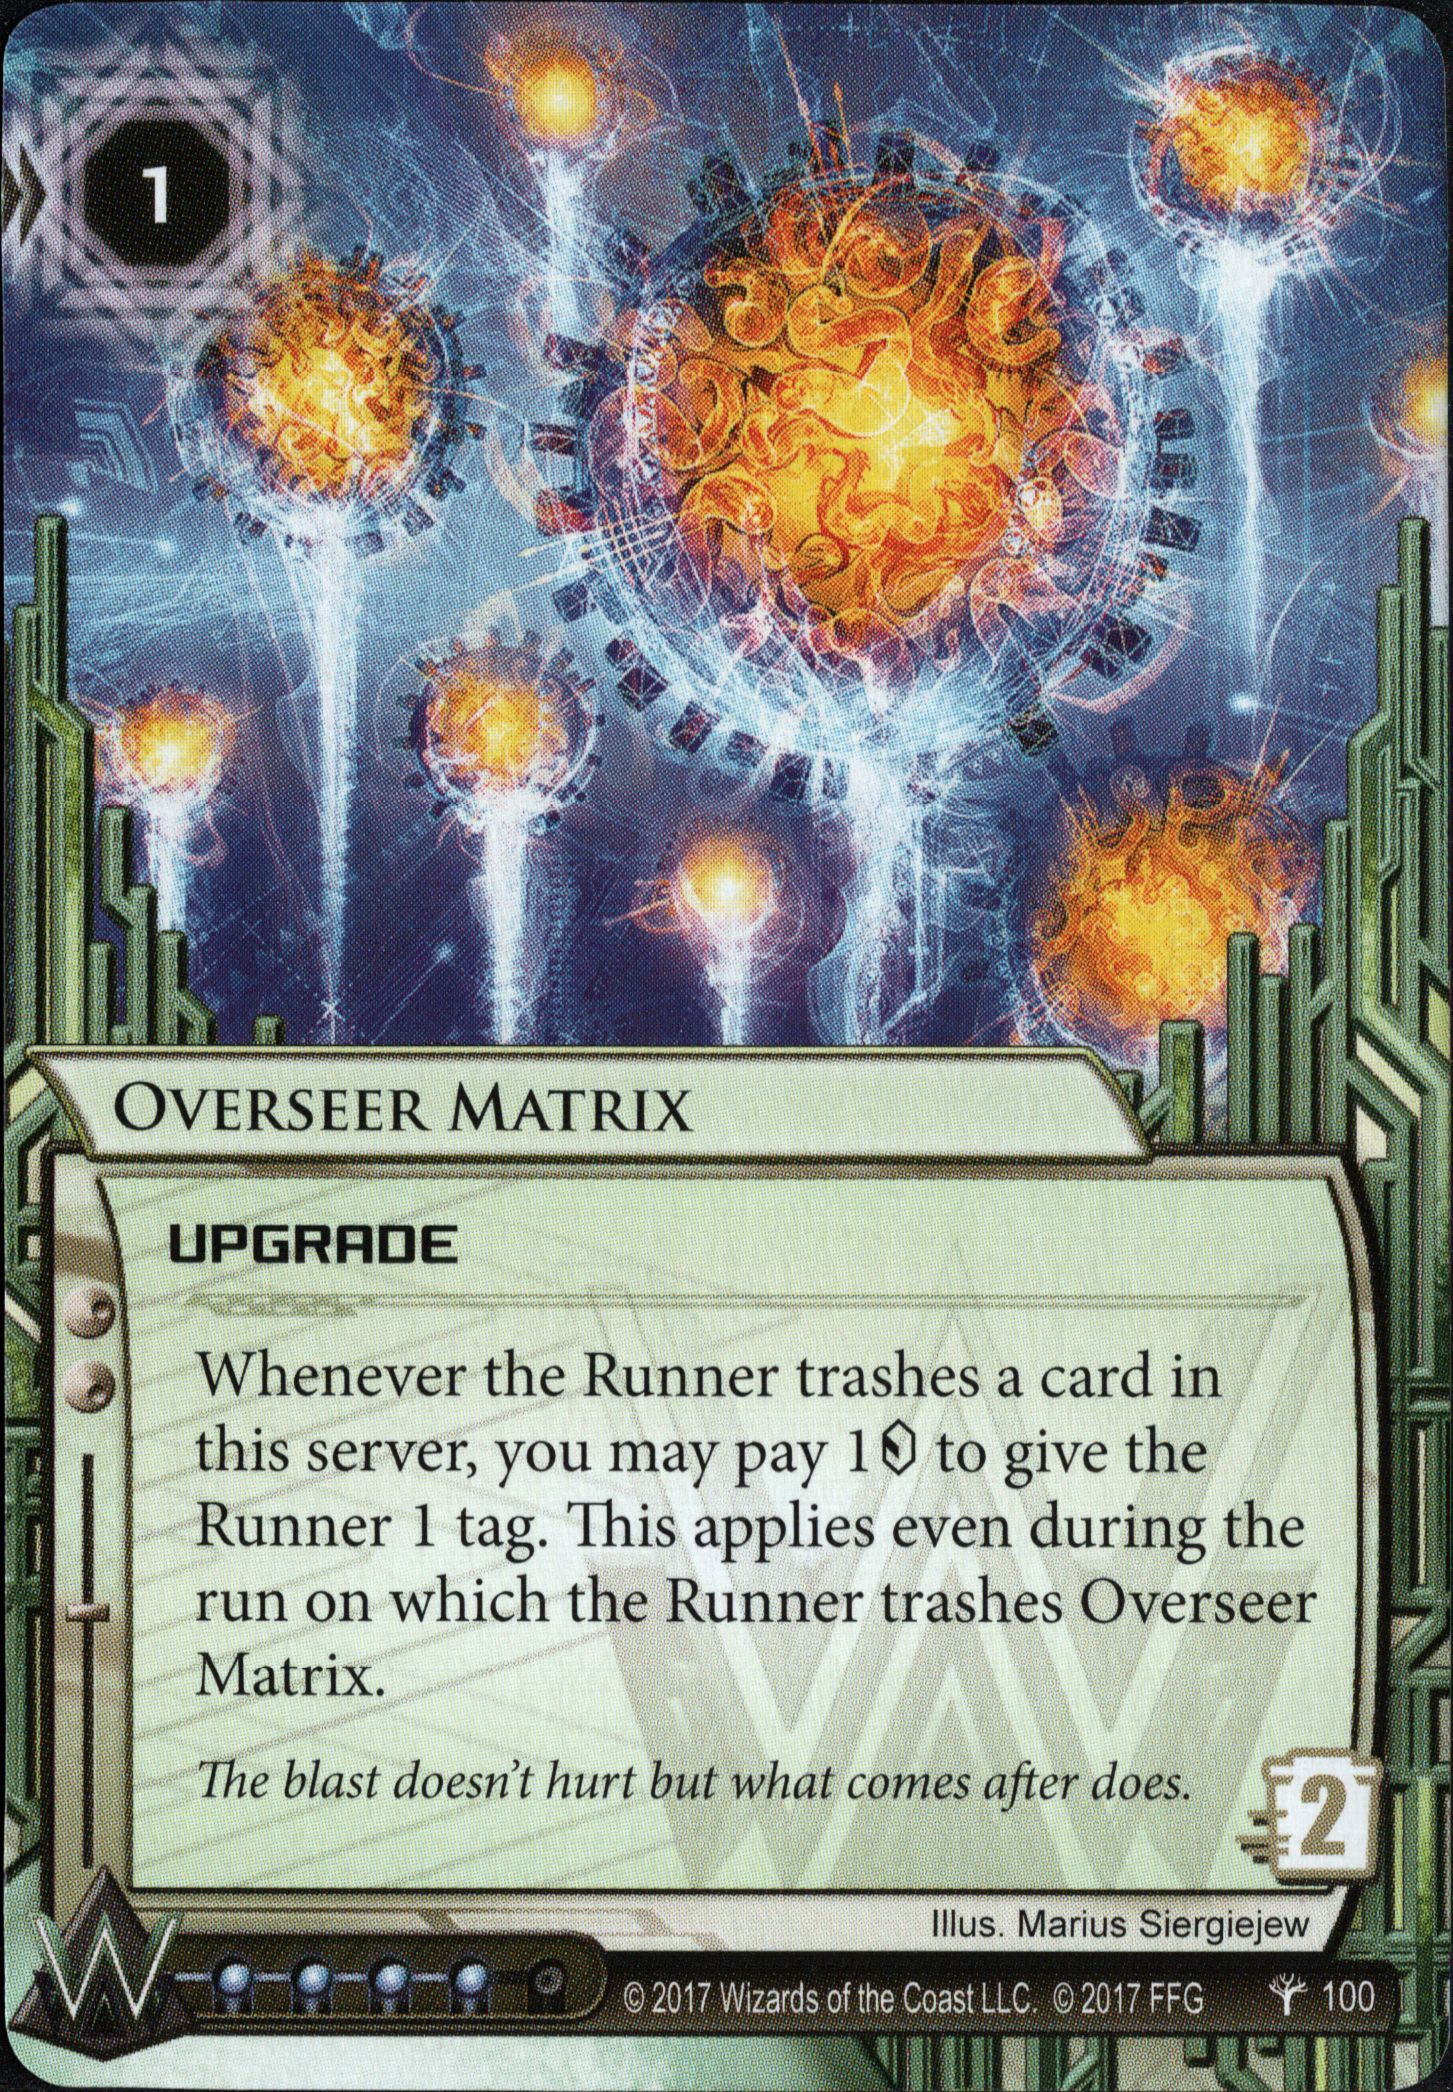 1
OVERSEER MATRIX
UPGRADE
Whenever the Runner trashes a card in
this server, you may pay 1 to give the
Runner 1 tag. This applies even during the
run on which the Runner trashes Overseer
Matrix.
The blast doesn't hurt but what comes after does.
2
Illus. Marius Siergiejew
W
© 2017 Wizards of the Coast LLC. © 2017 FFG 100